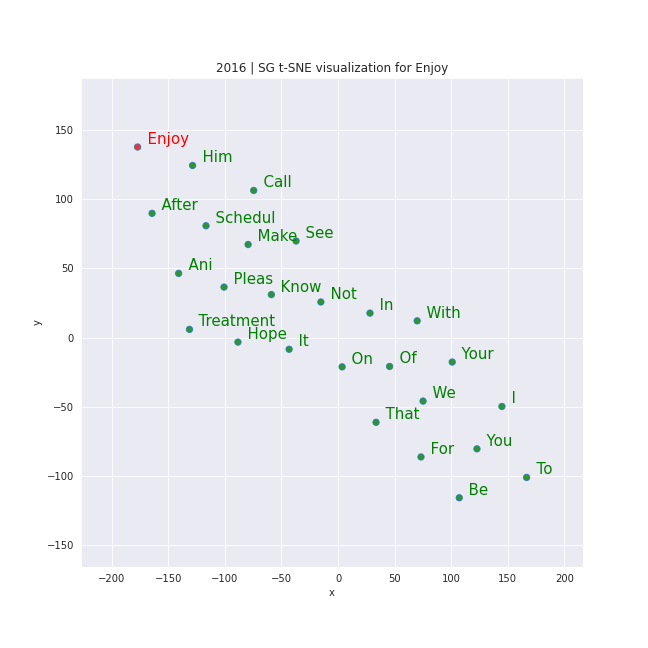 2016 | SG t-SNE visualization for Enjoy
150
Enjoy
Him
Call
100
After
Schedul
Make
See
50
Ani
Pleas
Know
Not
In
With
Treatment
0
Hope
It
On
Of
Your
We
I
−50
That
For
You
To
−100
Be
−150
y
−200
−150
−100
−50
0
50
100
150
200
x